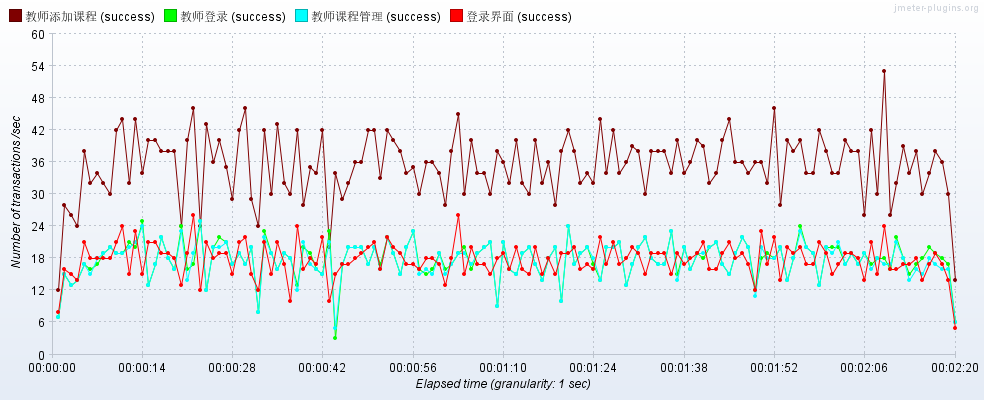 jmeter-plugins.org
教师添加课程 (success) 教师登录 (success) 教师课程管理 (success) 登录界面 (success)
60
54
48
42
36
30
24
18
12
6
0
Number of transactions /sec
00:00:00 00:00:14 00:00:28 00:00:42 00:00:56 00:01:10 00:01:24 00:01:38 00:01:52 00:02:06 00:02:20
Elapsed time (granularity: 1 sec)